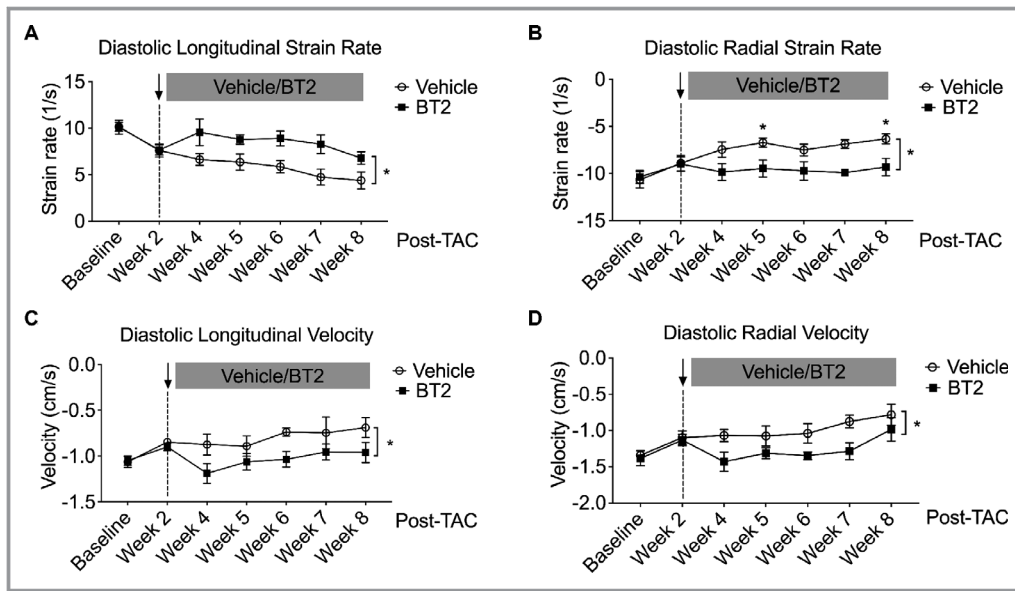 A
Diastolic Longitudinal Strain Rate
Strain rate (1/s)
15
10
5
0
Vehicle/BT2
Vehicle
BT2
*
Baseline
Week 2
Week 4
Week 5
Week 6
Week 7
Week 8
Post-TAC
B
Diastolic Radial Strain Rate
Strain rate (1/s)
0
-5
-10
-15
Vehicle/BT2
Vehicle
BT2
*
*
*
Baseline
Week 2
Week 4
Week 5
Week 6
Week 7
Week 8
Post-TAC
C
Diastolic Longitudinal Velocity
Velocity (cm/s)
0.0
-0.5
-1.0
-1.5
Vehicle/BT2
Vehicle
BT2
*
Baseline
Week 2
Week 4
Week 5
Week 6
Week 7
Week 8
Post-TAC
D
Diastolic Radial Velocity
Velocity (cm/s)
0.0
-0.5
-1.0
-1.5
-2.0
Vehicle/BT2
Vehicle
BT2
*
Baseline
Week 2
Week 4
Week 5
Week 6
Week 7
Week 8
Post-TAC